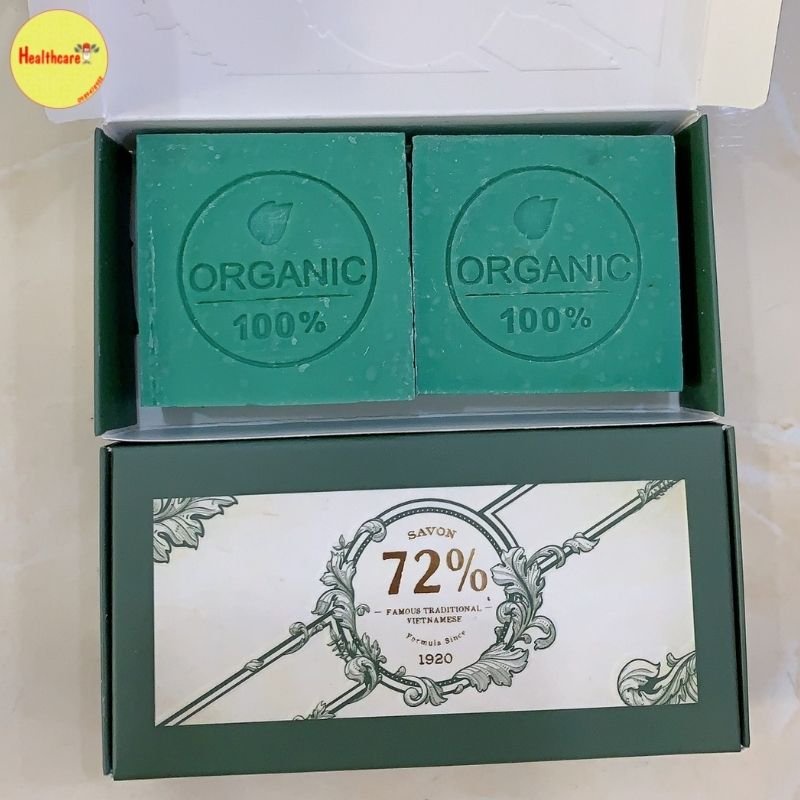 Healthcare
ORGANIC
100%
ORGANIC
100%
SAVON
72%
FAMOUS TRADITIONAL
VIETNAMESE
Formula Since
1920